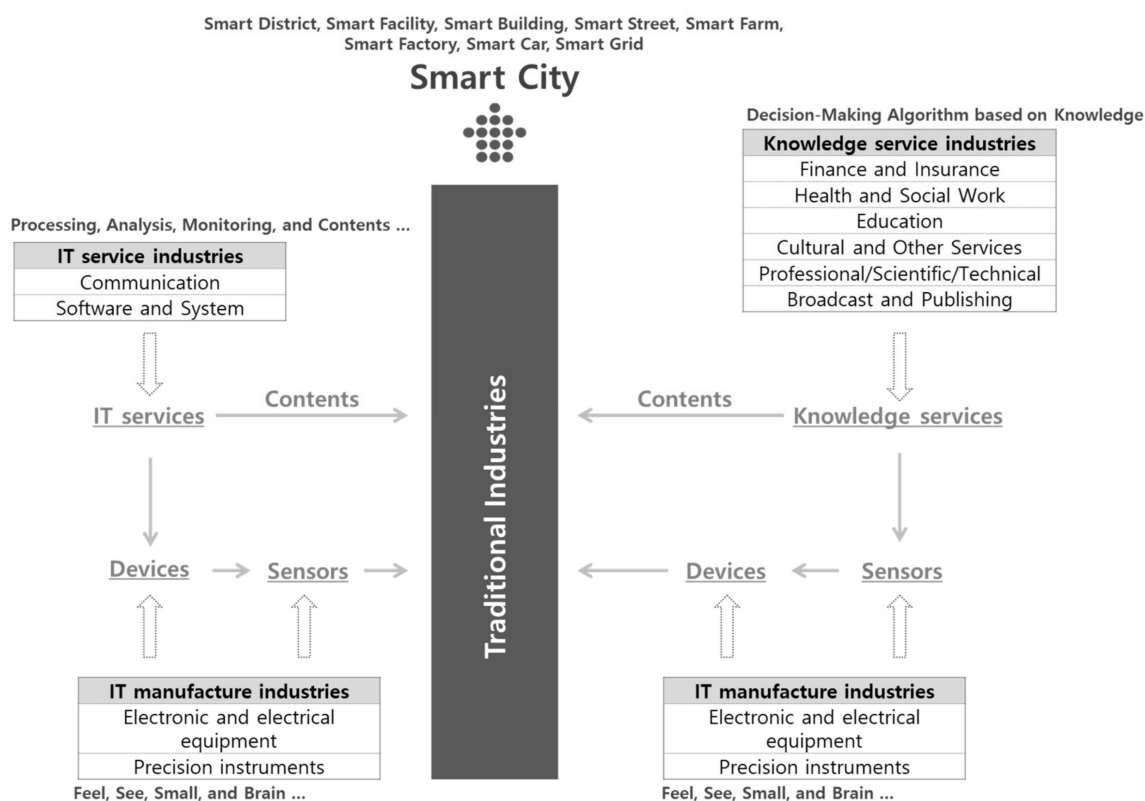 Smart District, Smart Facility, Smart Building, Smart Street, Smart Farm,
Smart Factory, Smart Car, Smart Grid
Smart City
Decision-Making Algorithm based on Knowledge
Knowledge service industries
Finance and Insurance
Health and Social Work
Education
Cultural and Other Services
Professional/Scientific/Technical
Broadcast and Publishing
Processing, Analysis, Monitoring, and Contents ...
IT service industries
Communication
Software and System
IT services
Contents
Traditional Industries
Contents
Knowledge services
Devices
Sensors
Devices
Sensors
IT manufacture industries
Electronic and electrical
equipment
Precision instruments
Feel, See, Small, and Brain ...
IT manufacture industries
Electronic and electrical
equipment
Precision instruments
Feel, See, Small, and Brain ...